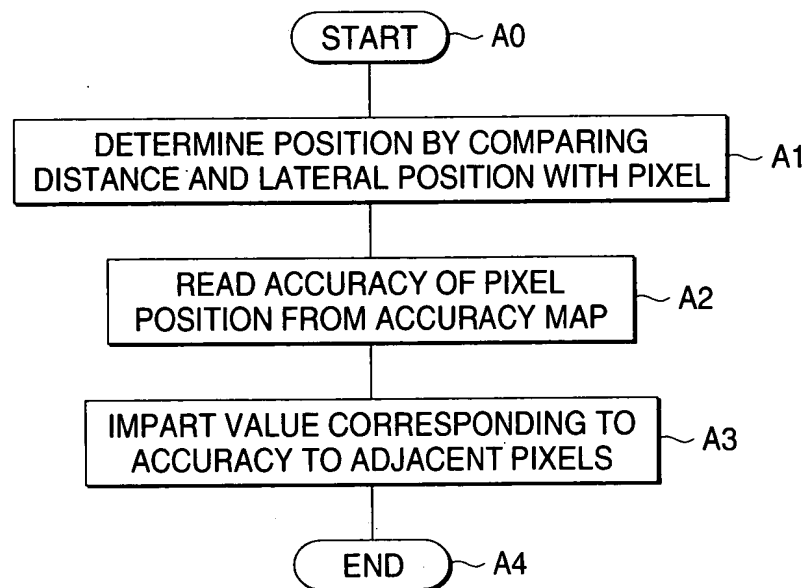 START
A0
DETERMINE POSITION BY COMPARING
DISTANCE AND LATERAL POSITION WITH PIXEL
A1
READ ACCURACY OF PIXEL
POSITION FROM ACCURACY MAP
A2
IMPART VALUE CORRESPONDING TO
ACCURACY TO ADJACENT PIXELS
A3
END
A4